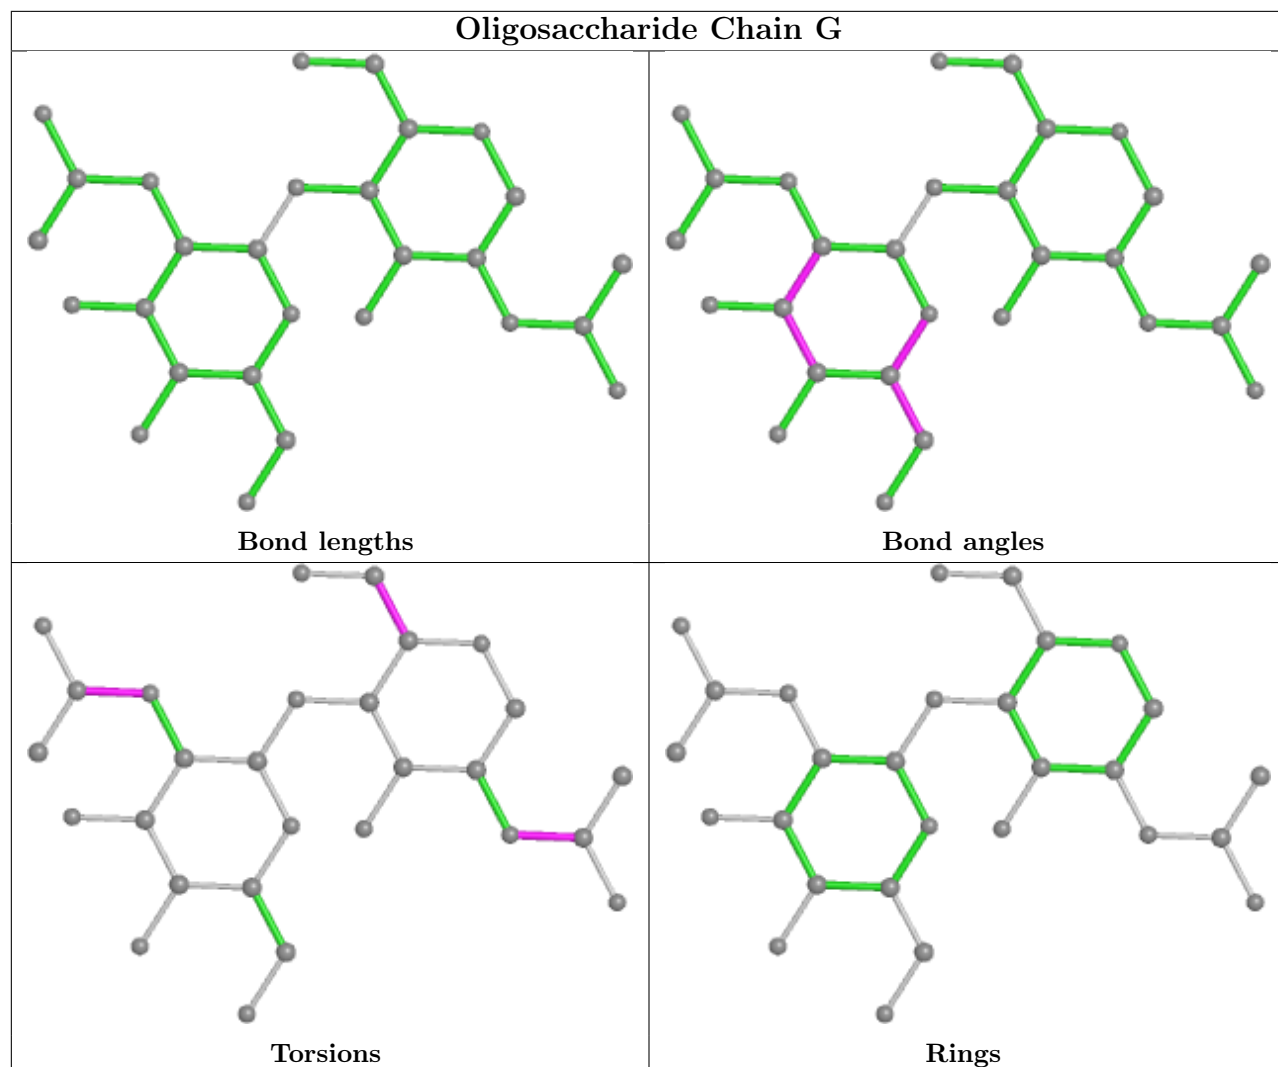 Oligosaccharide Chain G
Bond lengths
Bond angles
Torsions
Rings